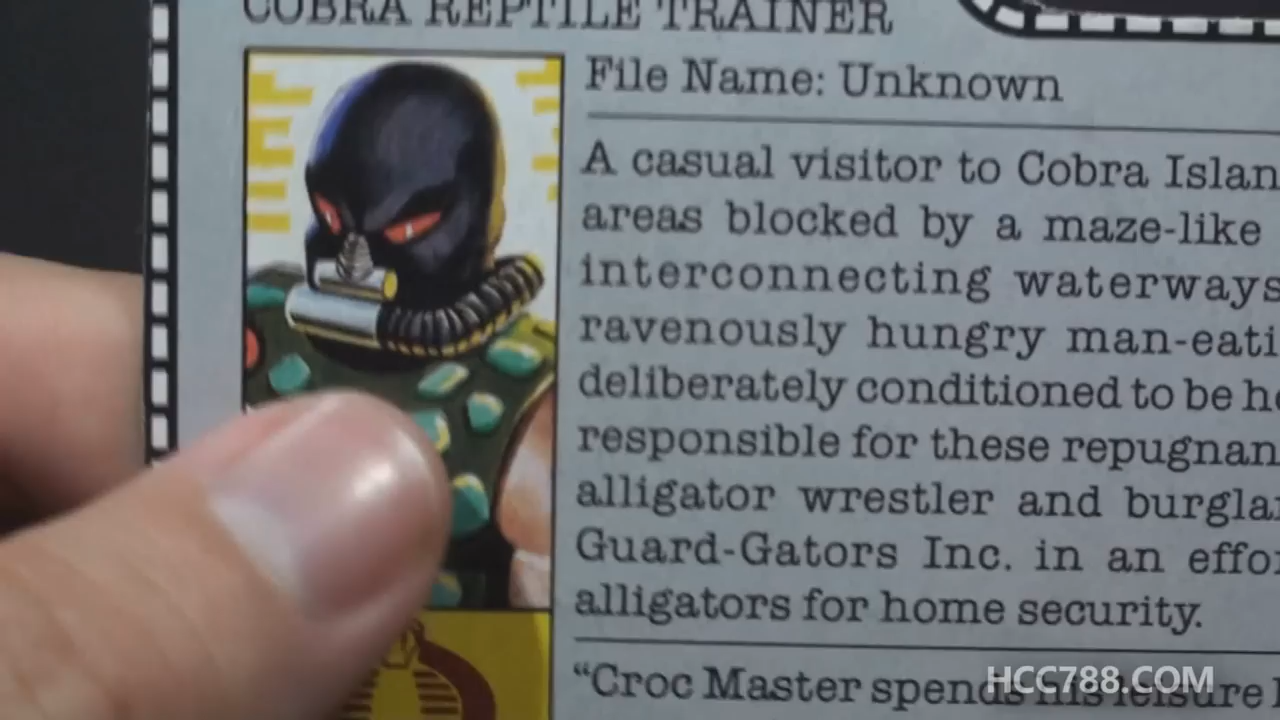 COBRA REPTILE TRAINER
File Name: Unknown
A casual visitor to Cobra Islan
areas blocked by a maze-like
interconnecting waterways
ravenously hungry man-eati
deliberately conditioned to be h
responsible for these repugnan
alligator wrestler and burgla
Guard-Gators Inc. in an effo
alligators for home security.
“Croc Master spends his leisure
HCC788.COM